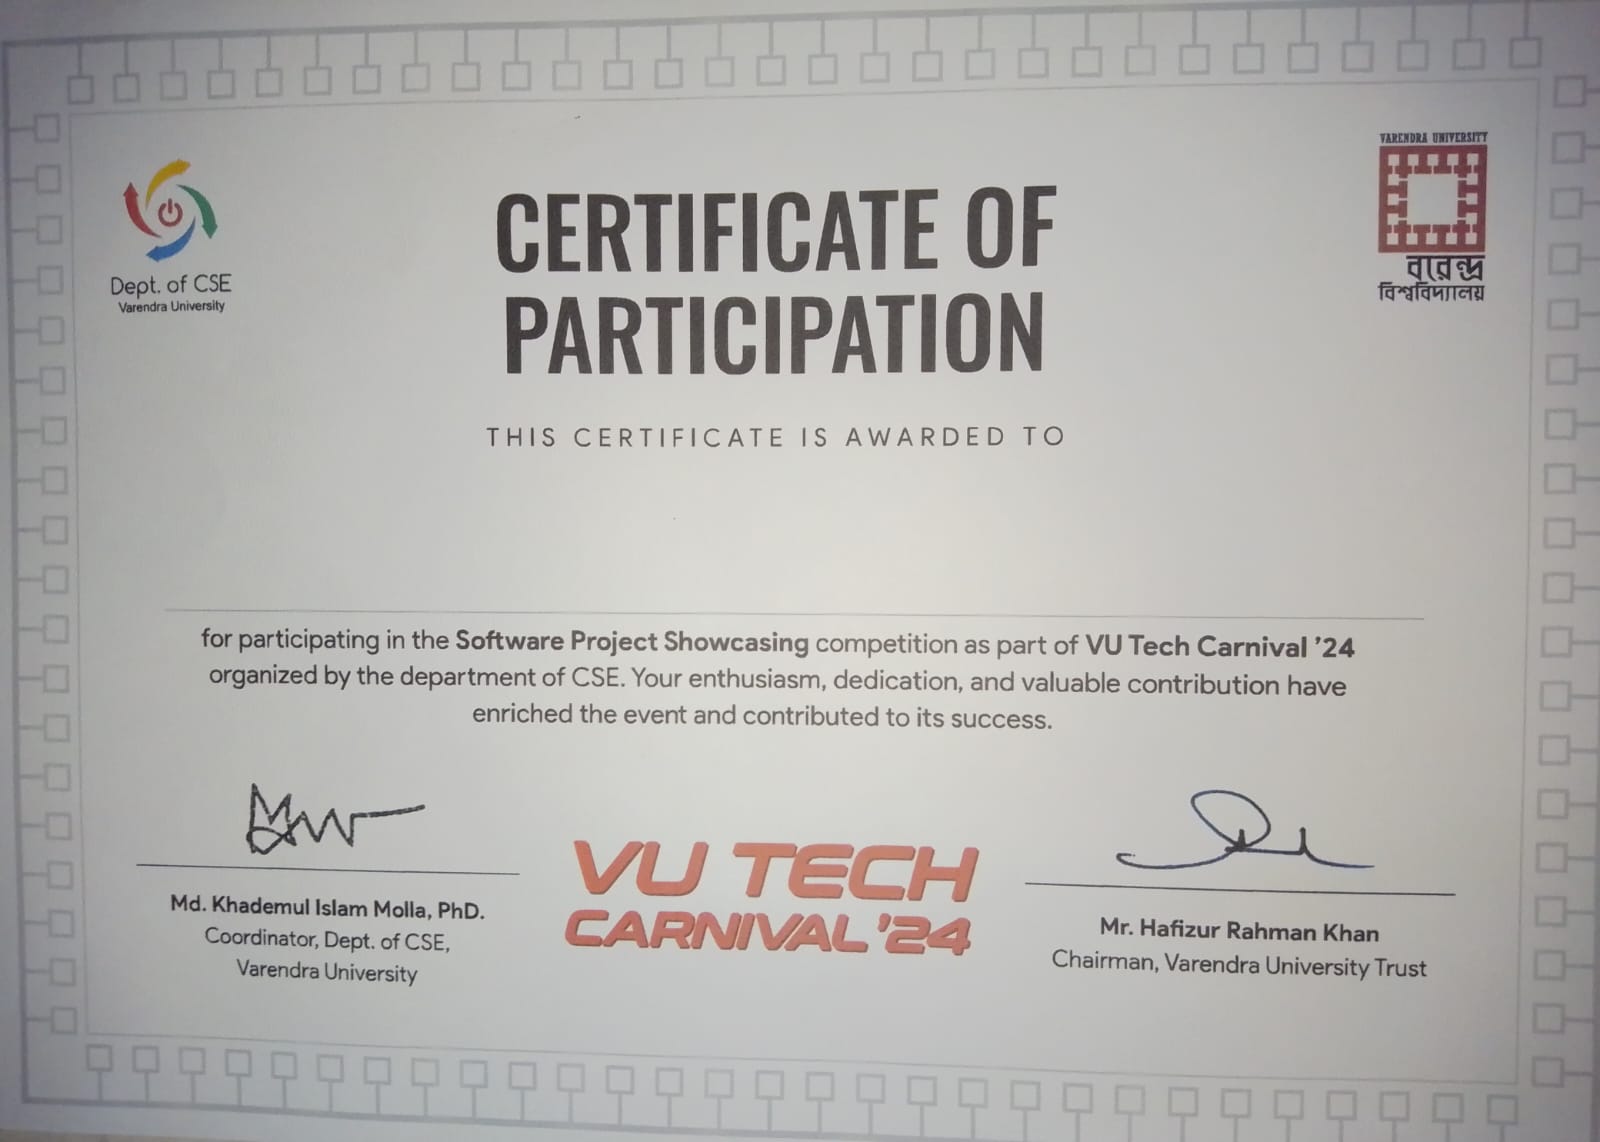 VARENDRA UNIVERSITY
বরেন্দ্র
বিশ্ববিদ্যালয়
Dept. of CSE
Varendra University
CERTIFICATE OF
PARTICIPATION
THIS CERTIFICATE IS AWARDED TO
for participating in the Software Project Showcasing competition as part of VU Tech Carnival ’24
organized by the department of CSE. Your enthusiasm, dedication, and valuable contribution have
enriched the event and contributed to its success.
Md. Khademul Islam Molla, PhD.
Coordinator, Dept. of CSE,
Varendra University
VU TECH
CARNIVAL’24
Mr. Hafizur Rahman Khan
Chairman, Varendra University Trust